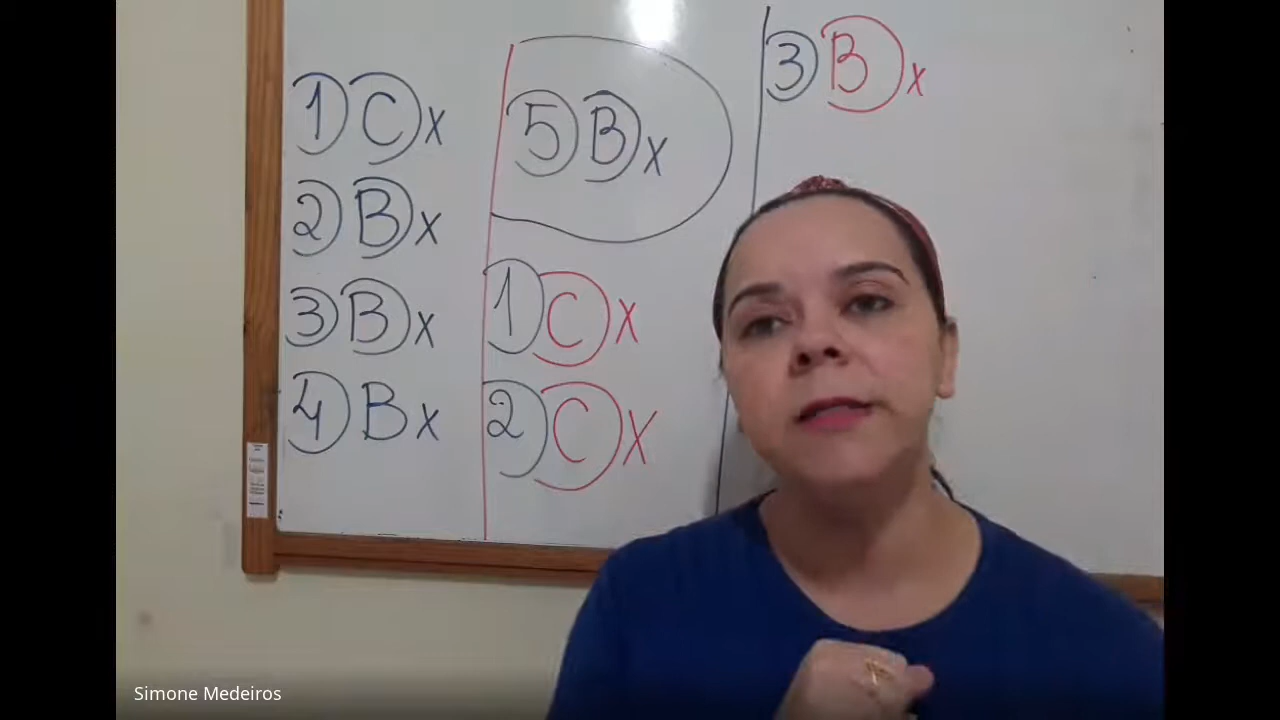 1) C) x
2) B) x
3) B) x
4) B x
5) B) x
1) C) x
2) C) x
3) B) x
Simone Medeiros